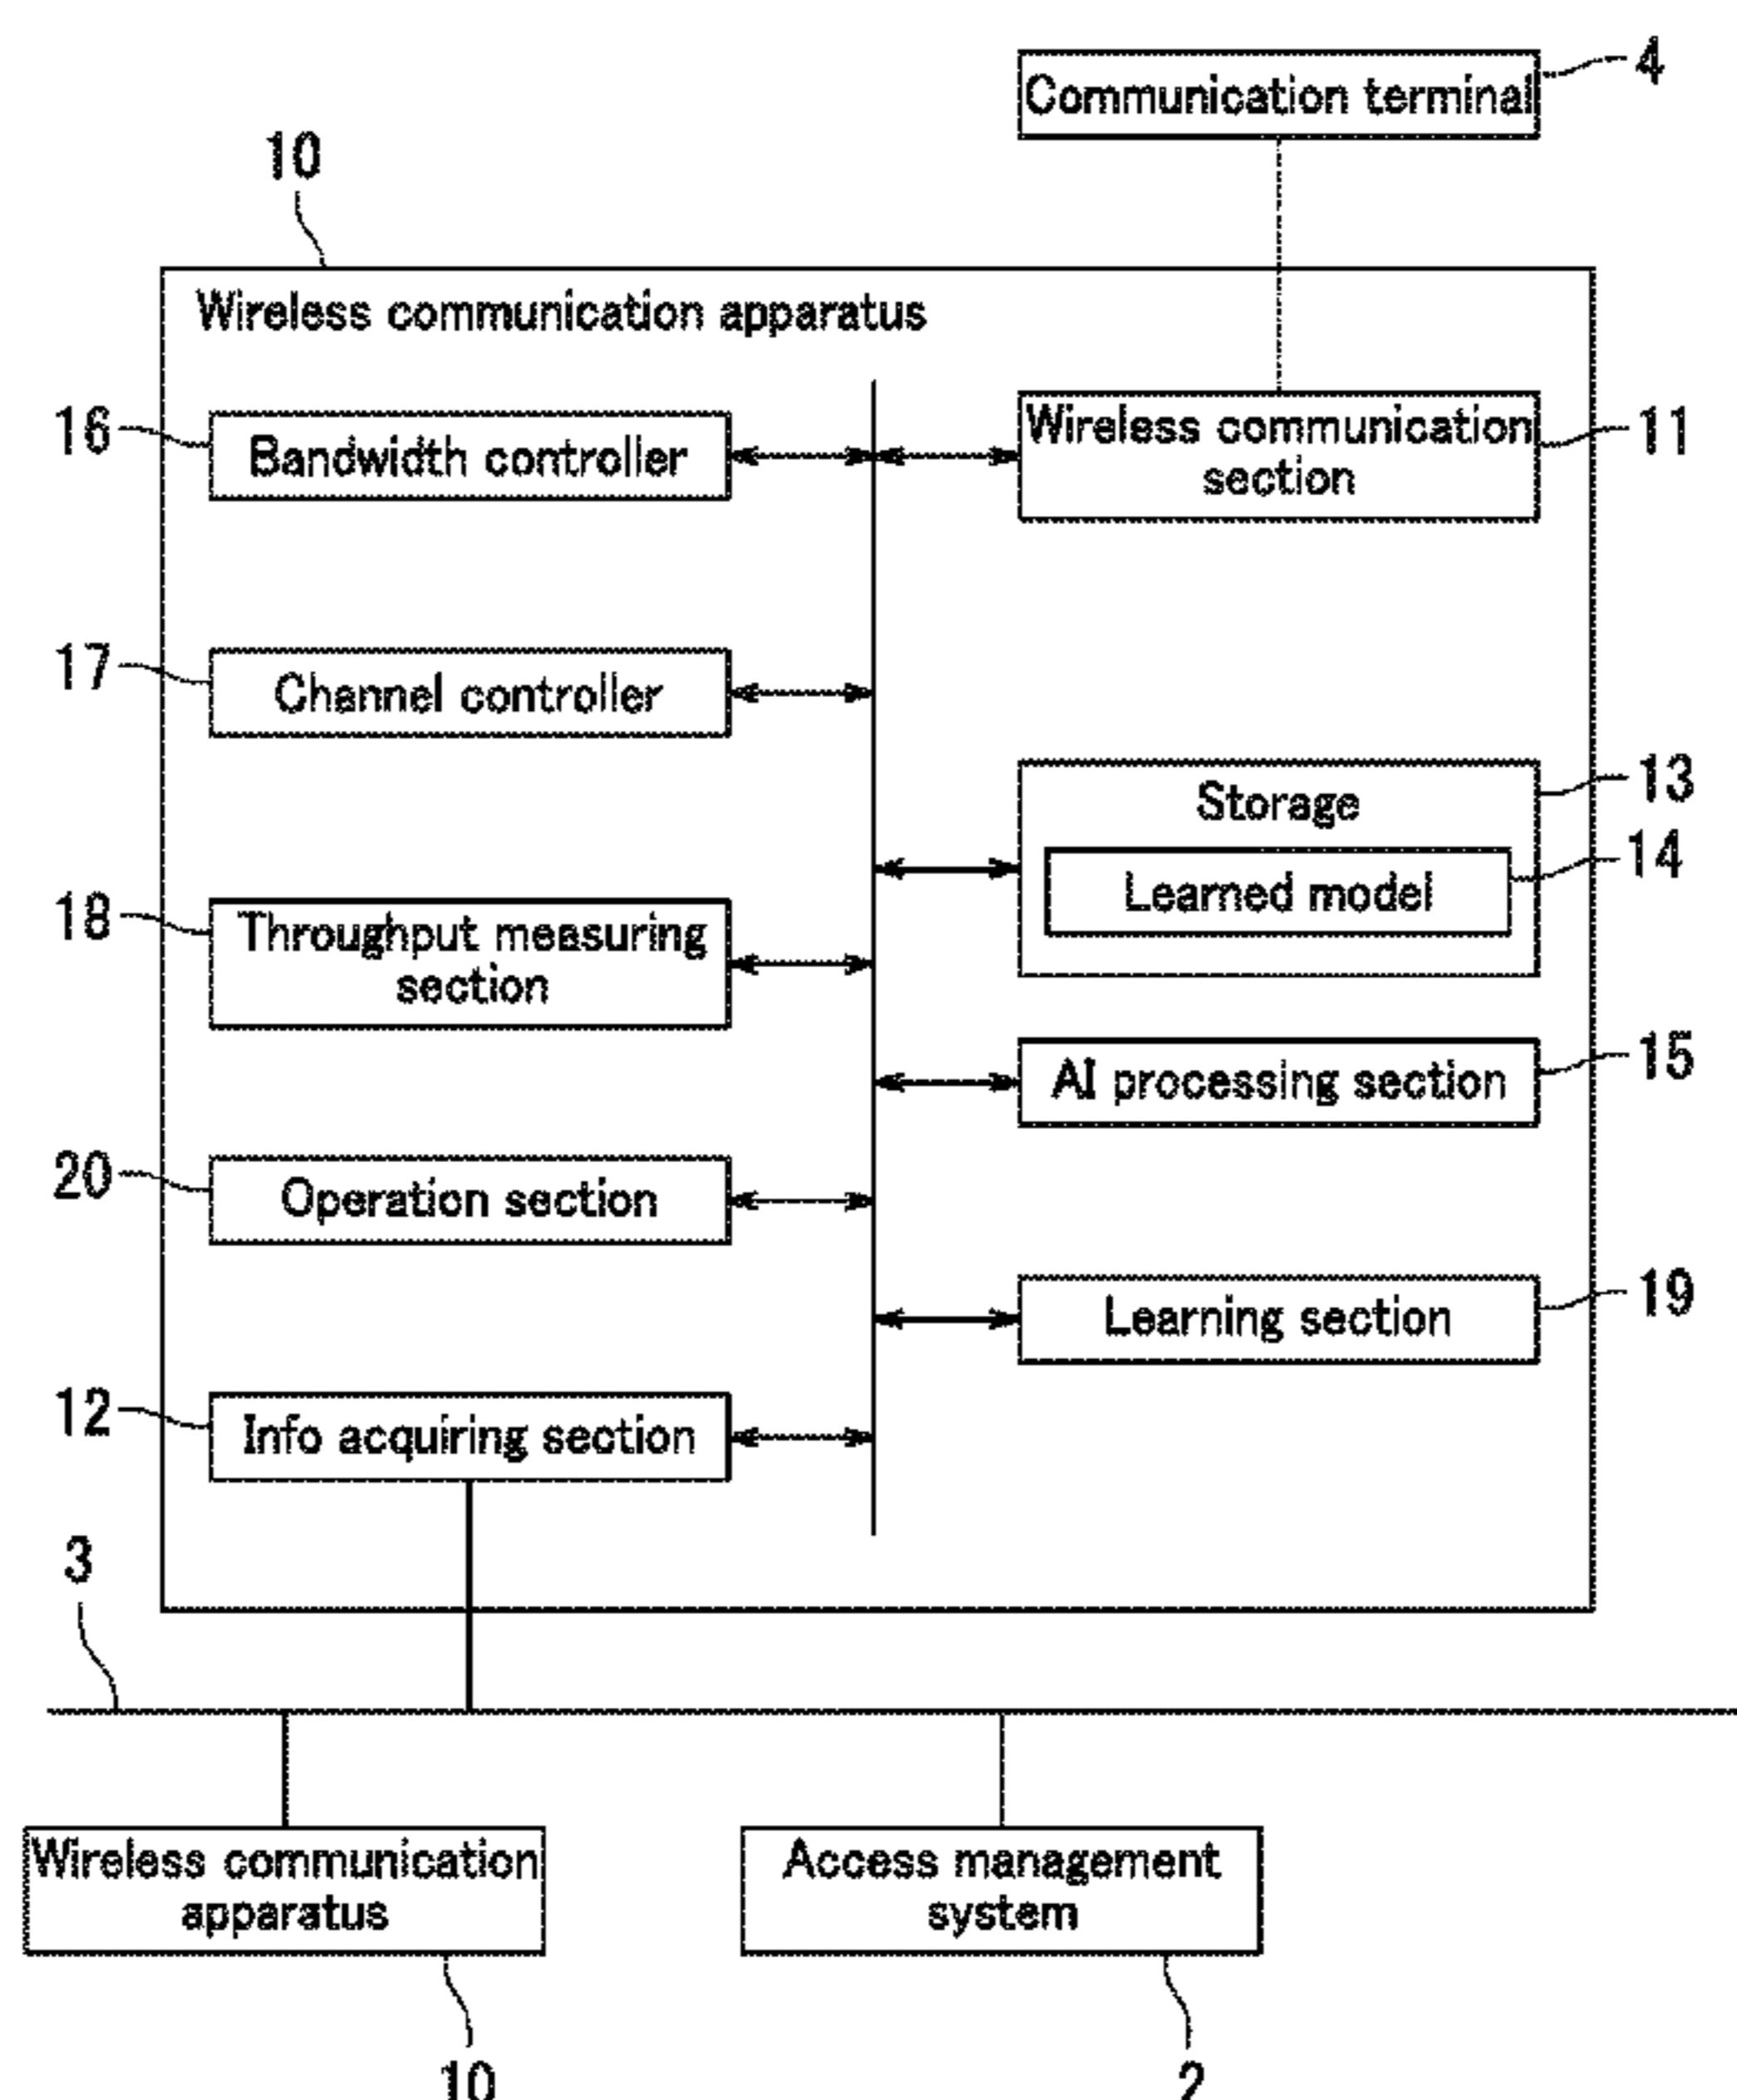 4
Communication terminal
10
Wireless communication apparatus
16
Bandwidth controller
Wireless communication
section
11
17
Channel controller
13
Storage
14
Learned model
18
Throughput measuring
section
15
AI processing section
20
Operation section
19
Learning section
12
Info acquiring section
3
Wireless communication
apparatus
Access management
system
10
2